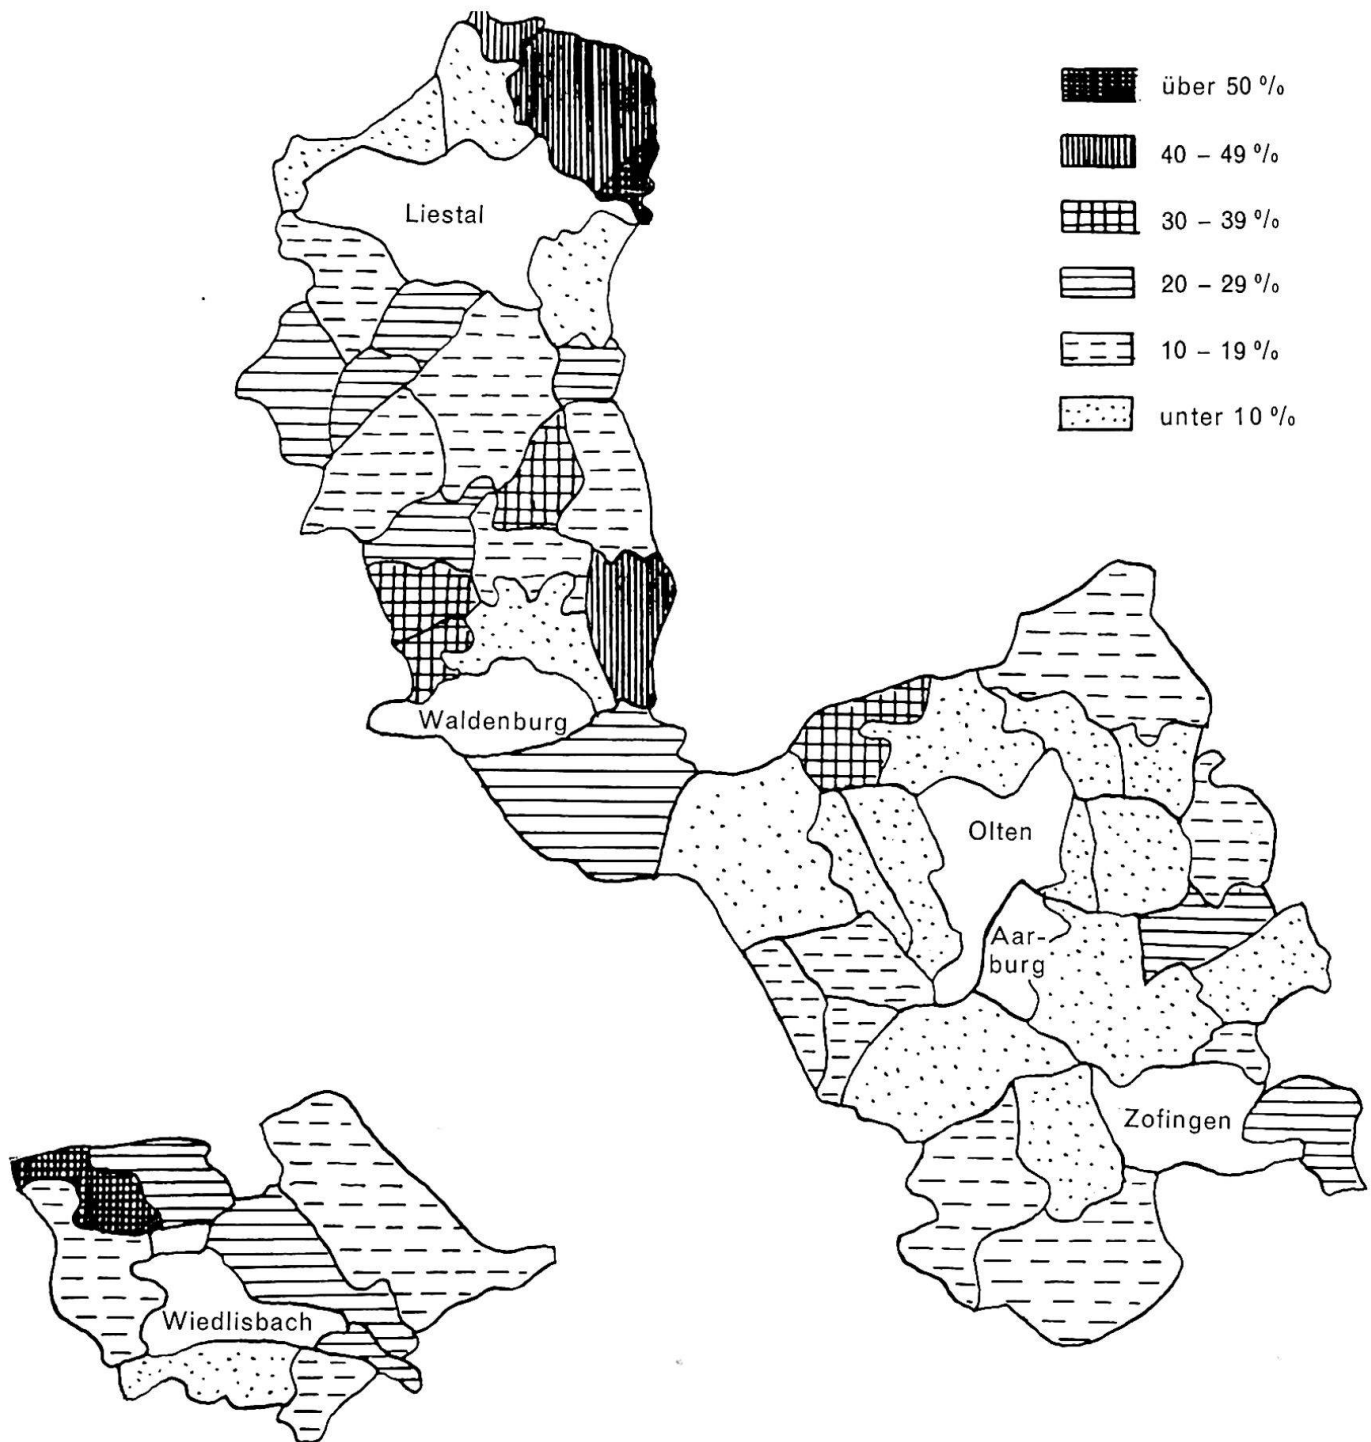 über 50 %
40 – 49 %
30 – 39 %
20 – 29 %
10 – 19 %
unter 10 %
Liestal
Waldenburg
Olten
Aar-
burg
Zofingen
Wiedlisbach